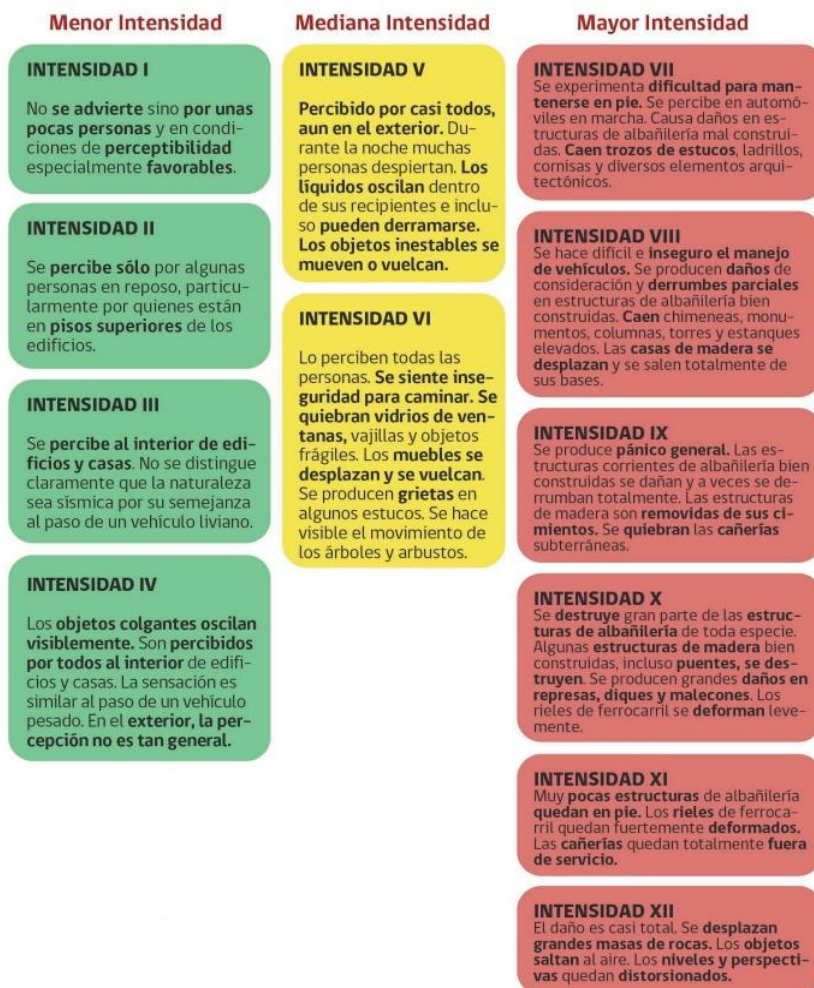 Menor Intensidad
INTENSIDAD I
No se advierte sino por unas
pocas personas y en condi-
ciones de perceptibilidad
especialmente favorables.
INTENSIDAD II
Se percibe sólo por algunas
personas en reposo, particu-
larmente por quienes están
en pisos superiores de los
edificios.
INTENSIDAD III
Se percibe al interior de edi-
ficios y casas. No se distingue
claramente que la naturaleza
sea sísmica por su semejanza
al paso de un vehículo liviano.
INTENSIDAD IV
Los objetos colgantes oscilan
visiblemente. Son percibidos
por todos al interior de edifi-
cios y casas. La sensación es
similar al paso de un vehículo
pesado. En el exterior, la per-
cepción no es tan general.
Mediana Intensidad
INTENSIDAD V
Percibido por casi todos,
aun en el exterior. Du-
rante la noche muchas
personas despiertan. Los
líquidos oscilan dentro
de sus recipientes e inclu-
so pueden derramarse.
Los objetos inestables se
mueven o vuelcan.
INTENSIDAD VI
Lo perciben todas las
personas. Se siente inse-
guridad para caminar. Se
quiebran vidrios de ven-
tanas, vajillas y objetos
frágiles. Los muebles se
desplazan y se vuelcan.
Se producen grietas en
algunos estucos. Se hace
visible el movimiento de
los árboles y arbustos.
Mayor Intensidad
INTENSIDAD VII
Se experimenta dificultad para man-
tenerse en pie. Se percibe en automó-
viles en marcha. Causa daños en es-
tructuras de albañilería mal construi-
das. Caen trozos de estucos, ladrillos,
cornisas y diversos elementos arqui-
tectónicos.
INTENSIDAD VIII
Se hace difícil e inseguro el manejo
de vehículos. Se producen daños de
consideración y derrumbes parciales
en estructuras de albañilería bien
construidas. Caen chimeneas, monu-
mentos, columnas, torres y estanques
elevados. Las casas de madera se
desplazan y se salen totalmente de
sus bases.
INTENSIDAD IX
Se produce pánico general. Las es-
tructuras corrientes de albañilería bien
construidas se dañan y a veces se de-
rrumban totalmente. Las estructuras
de madera son removidas de sus ci-
mientos. Se quiebran las cañerías
subterráneas.
INTENSIDAD X
Se destruye gran parte de las estruc-
turas de albañilería de toda especie.
Algunas estructuras de madera bien
construidas, incluso puentes, se des-
truyen. Se producen grandes daños en
represas, diques y malecones. Los
rieles de ferrocarril se deforman leve-
mente.
INTENSIDAD XI
Muy pocas estructuras de albañilería
quedan en pie. Los rieles de ferroca-
rril quedan fuertemente deformados.
Las cañerías quedan totalmente fuera
de servicio.
INTENSIDAD XII
El daño es casi total. Se desplazan
grandes masas de rocas. Los objetos
saltan al aire. Los niveles y perspecti-
vas quedan distorsionados.